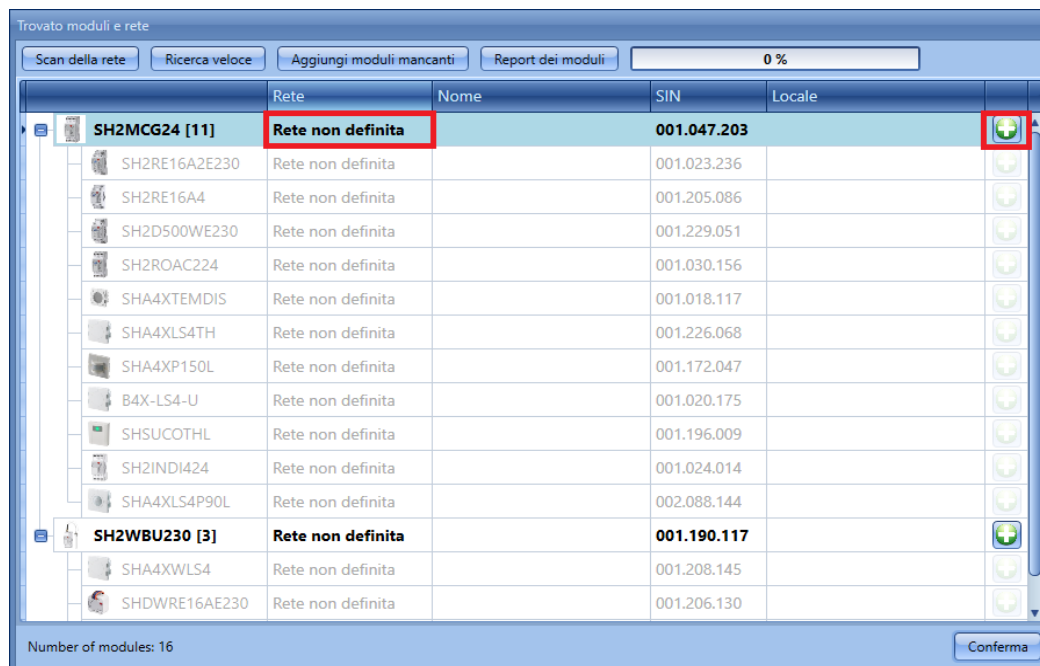 Trovato moduli e rete
Scan della rete Ricerca veloce Aggiungi moduli mancanti Report dei moduli 0 %
Rete Nome SIN Locale
SH2MCG24 [11] Rete non definita 001.047.203
SH2RE16A2E230 Rete non definita 001.023.236
SH2RE16A4 Rete non definita 001.205.086
SH2D500WE230 Rete non definita 001.229.051
SH2ROAC224 Rete non definita 001.030.156
SHA4XTEMDIS Rete non definita 001.018.117
SHA4XLS4TH Rete non definita 001.226.068
SHA4XP150L Rete non definita 001.172.047
B4X-LS4-U Rete non definita 001.020.175
SHSUCOTHL Rete non definita 001.196.009
SH2INDI424 Rete non definita 001.024.014
SHA4XLS4P90L Rete non definita 002.088.144
SH2WBU230 [3] Rete non definita 001.190.117
SHA4XWLS4 Rete non definita 001.208.145
SHDWRE16AE230 Rete non definita 001.206.130
Number of modules: 16 Conferma